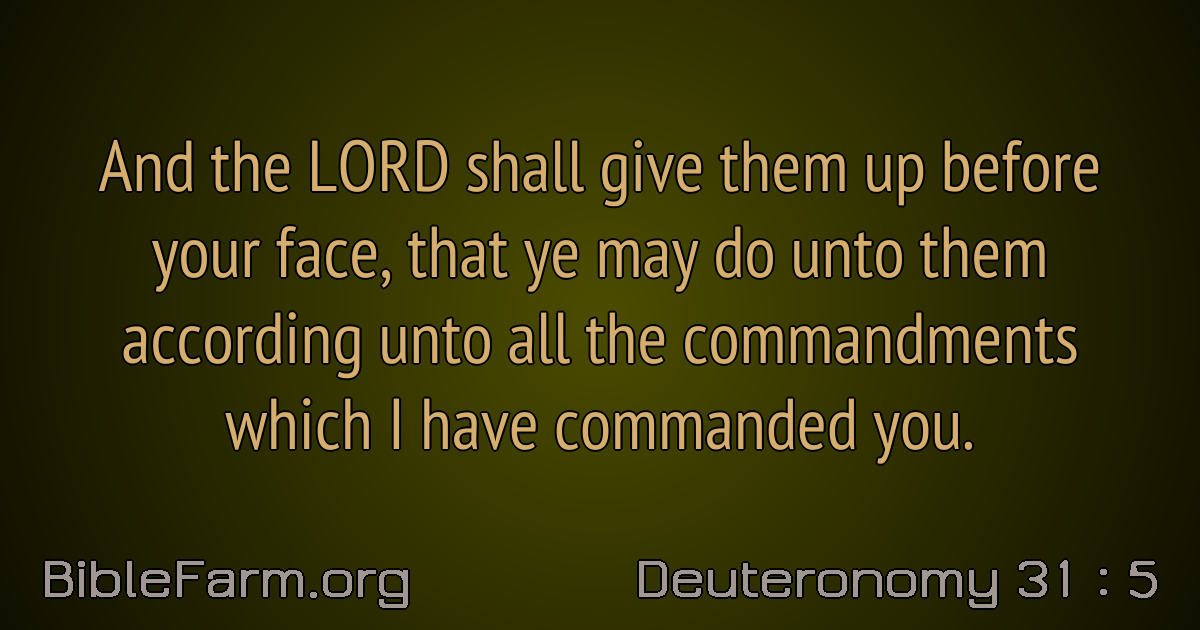 And the LORD shall give them up before
your face, that ye may do unto them
according unto all the commandments
which I have commanded you.
BibleFarm.org
Deuteronomy 31 : 5